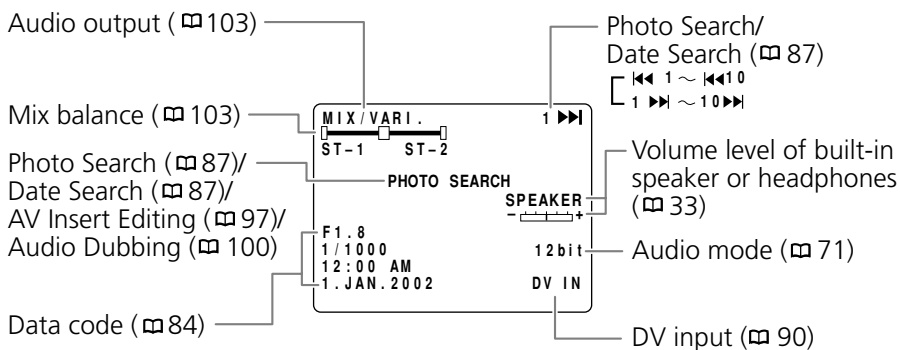 Audio output ( 103)
Mix balance ( 103)
Photo Search ( 87)/
Date Search ( 87)/
AV Insert Editing ( 97)/
Audio Dubbing ( 100)
Data code ( 84)
MIX/VARI.
1 ▶▶|
ST-1 ST-2
PHOTO SEARCH
SPEAKER
- +
F1.8
1/1000
12:00 AM
1.JAN.2002
12bit
DV IN
Photo Search/
Date Search ( 87)
|◀◀ 1 ~ |◀◀10
1 ▶▶| ~ 10▶▶|
Volume level of built-in
speaker or headphones
( 33)
Audio mode ( 71)
DV input ( 90)